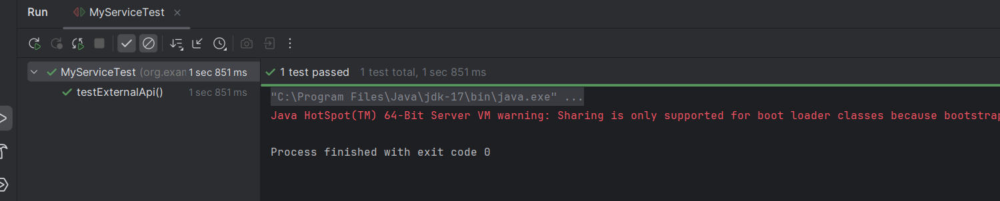 Run MyServiceTest
MyServiceTest (org.exan 1 sec 851 ms
testExternalApi() 1 sec 851 ms
1 test passed 1 test total, 1 sec 851 ms
"C:\Program Files\Java\jdk-17\bin\java.exe" ...
Java HotSpot(TM) 64-Bit Server VM warning: Sharing is only supported for boot loader classes because bootstrap
Process finished with exit code 0